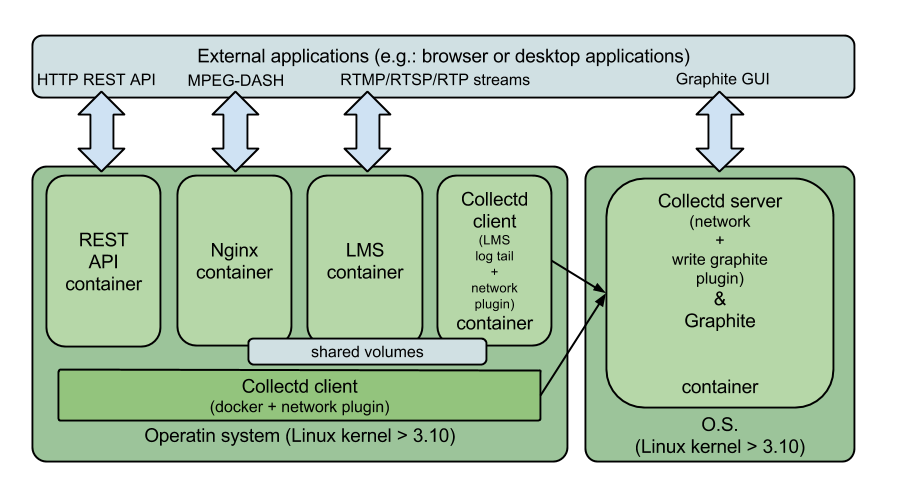 External applications (e.g.: browser or desktop applications)
HTTP REST API
MPEG-DASH
RTMP/RTSP/RTP streams
Graphite GUI
REST
API
container
Nginx
container
LMS
container
Collectd
client
(LMS
log tail
+
network
plugin)
container
shared volumes
Collectd client
(docker + network plugin)
Operatin system (Linux kernel > 3.10)
Collectd server
(network
+
write graphite
plugin)
&
Graphite
container
O.S.
(Linux kernel > 3.10)